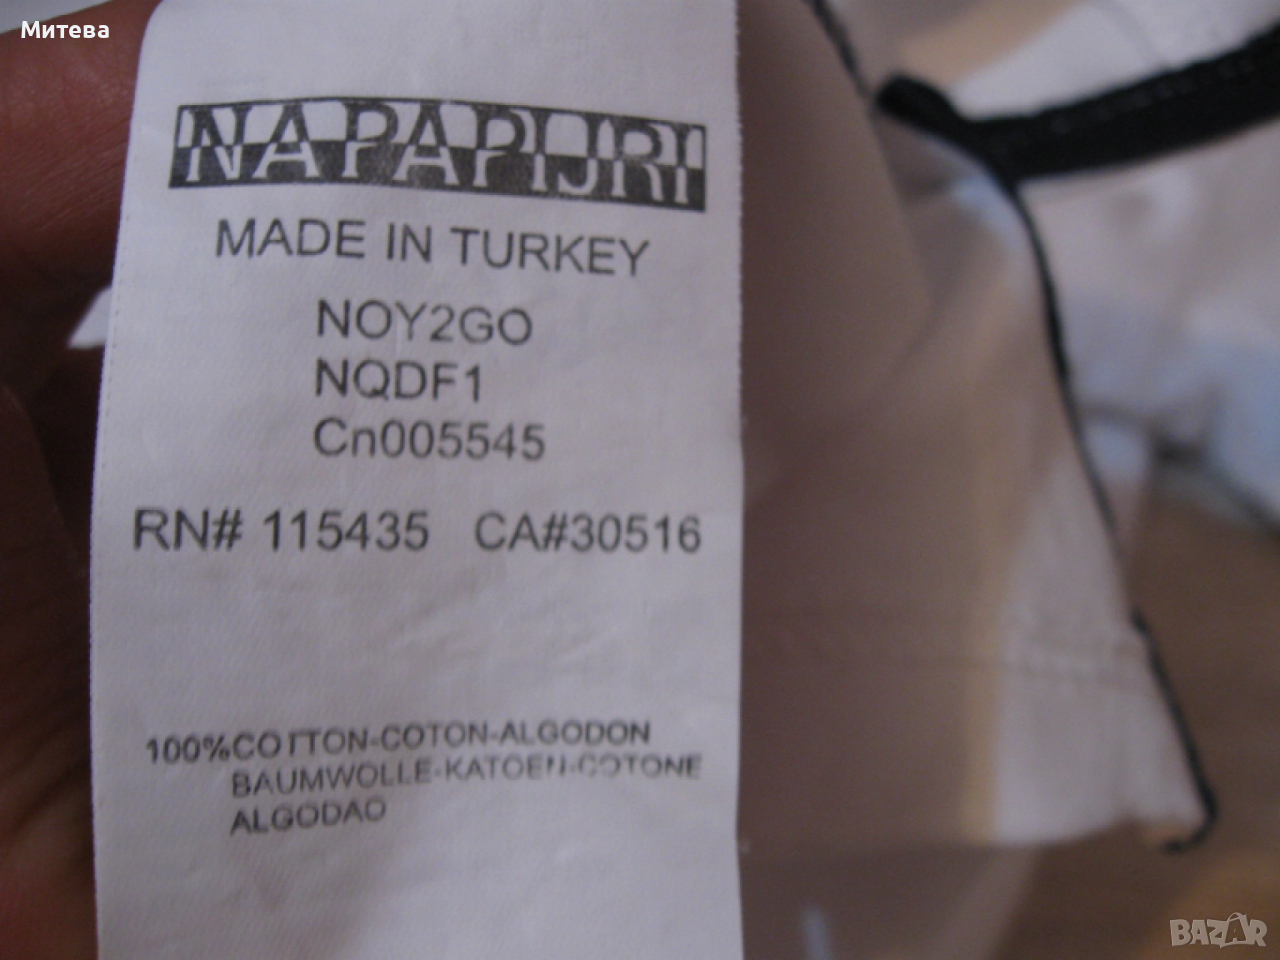 Митева
NAPAPIJRI
MADE IN TURKEY
NOY2GO
NQDF1
Cn005545
RN# 115435 CA#30516
100%COTTON-COTON-ALGODON
BAUMWOLLE-KATOEN-COTONE
ALGODAO
BAZAR